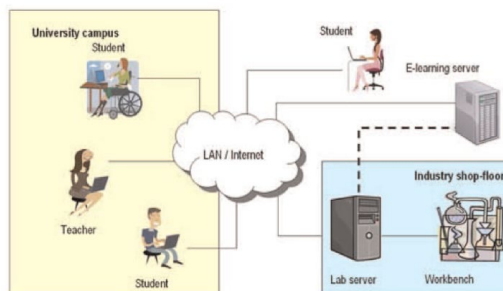 University campus
Student
Student
E-learning server
LAN / Internet
Industry shop-floor
Teacher
Student
Lab server
Workbench